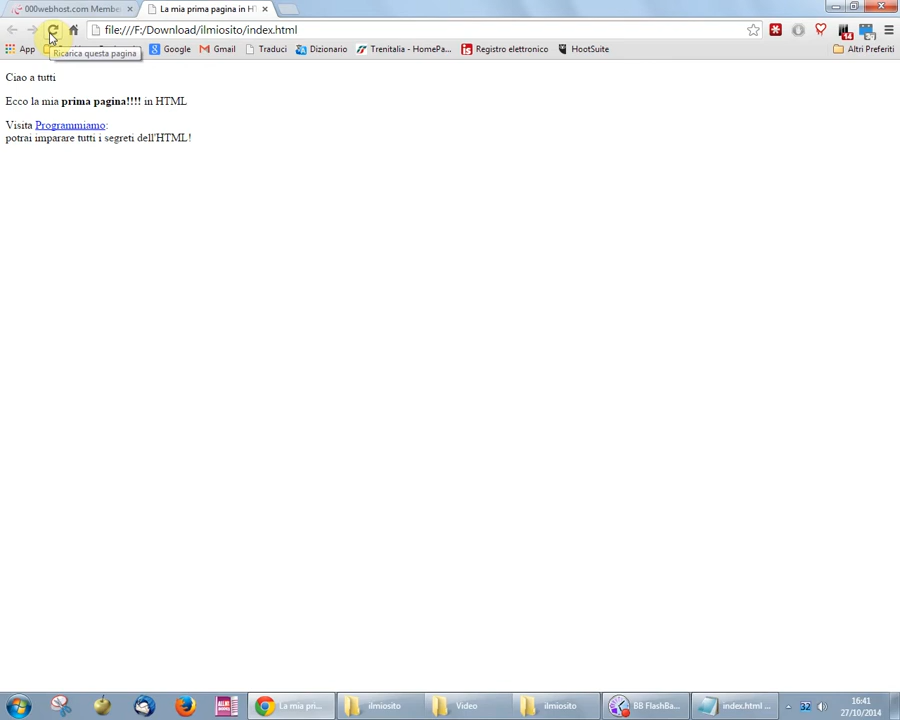 000webhost.com Membe
La mia prima pagina in HT
file:///F:/Download/ilmiosito/index.html
App
Google
Gmail
Traduci
Dizionario
Trenitalia - HomePa...
Registro elettronico
HootSuite
Altri Preferiti
Ricarica questa pagina
Ciao a tutti
Ecco la mia prima pagina!!!! in HTML
Visita Programmiamo:
potrai imparare tutti i segreti dell'HTML!
La mia pri...
ilmiosito
Video
ilmiosito
BB FlashBa...
index.html ...
32
16:41
27/10/2014